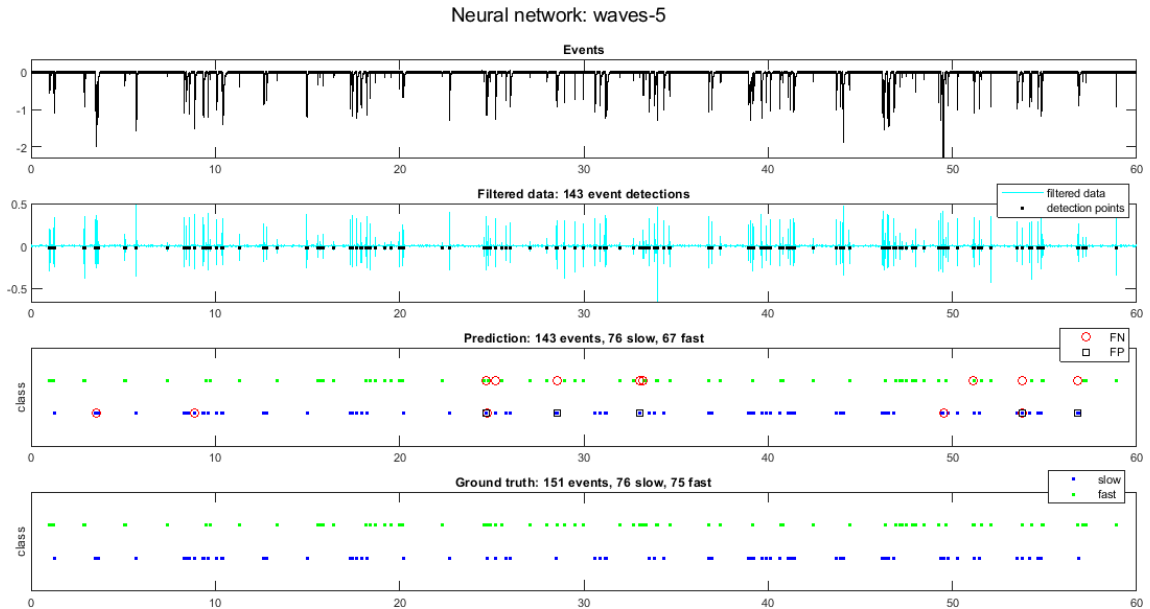 Neural network: waves-5
Events
0
-1
-2
0 10 20 30 40 50 60
Filtered data: 143 event detections
filtered data
detection points
0.5
0
-0.5
0 10 20 30 40 50 60
Prediction: 143 events, 76 slow, 67 fast
FN
FP
class
0 10 20 30 40 50 60
Ground truth: 151 events, 76 slow, 75 fast
slow
fast
class
0 10 20 30 40 50 60